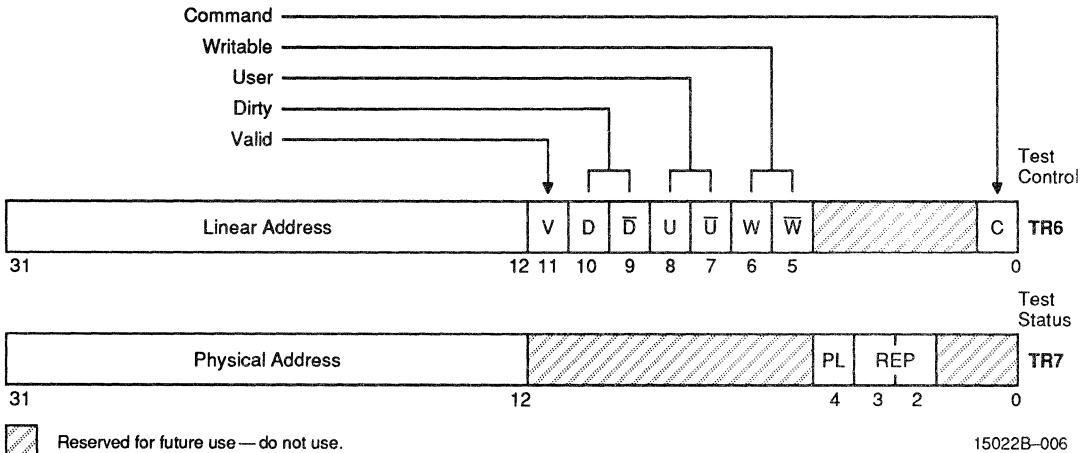 Command
Writable
User
Dirty
Valid
Test
Control
Linear Address V D D̅ U U̅ W W̅ C TR6
31 12 11 10 9 8 7 6 5 0
Test
Status
Physical Address PL REP TR7
31 12 4 3 2 0
Reserved for future use — do not use. 15022B–006